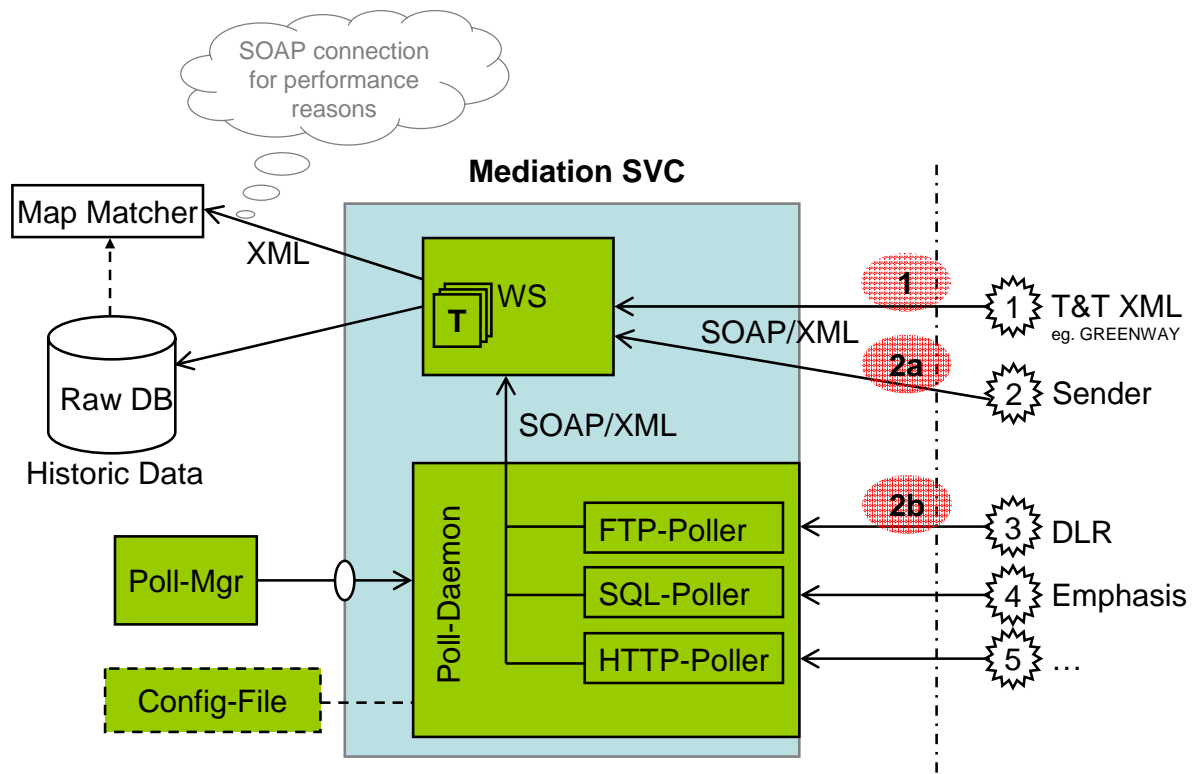 SOAP connection
for performance
reasons
Mediation SVC
Map Matcher
XML
WS
T
1
1
T&T XML
eg. GREENWAY
SOAP/XML
2a
2
Sender
Raw DB
Historic Data
SOAP/XML
2b
Poll-Daemon
FTP-Poller
3
DLR
Poll-Mgr
SQL-Poller
4
Emphasis
HTTP-Poller
5
…
Config-File